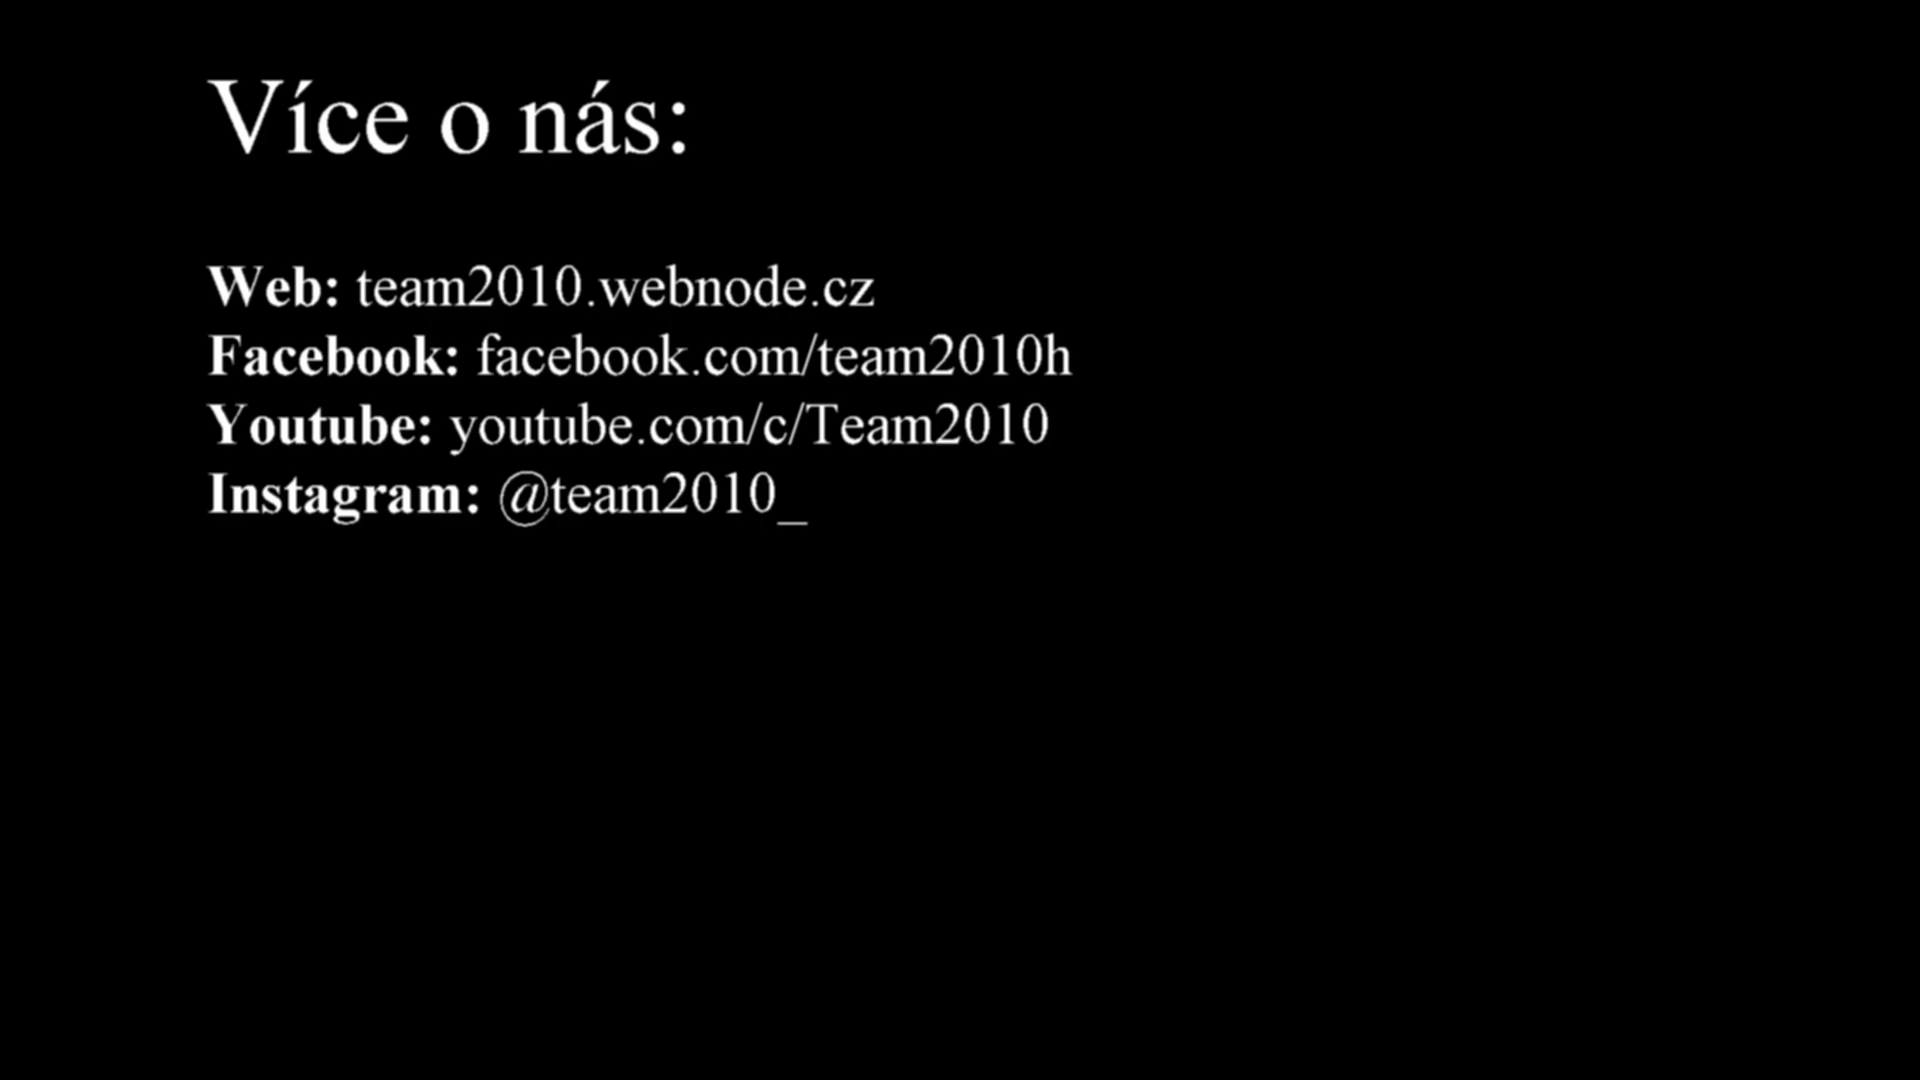 Více o nás:
Web: team2010.webnode.cz
Facebook: facebook.com/team2010h
Youtube: youtube.com/c/Team2010
Instagram: @team2010_